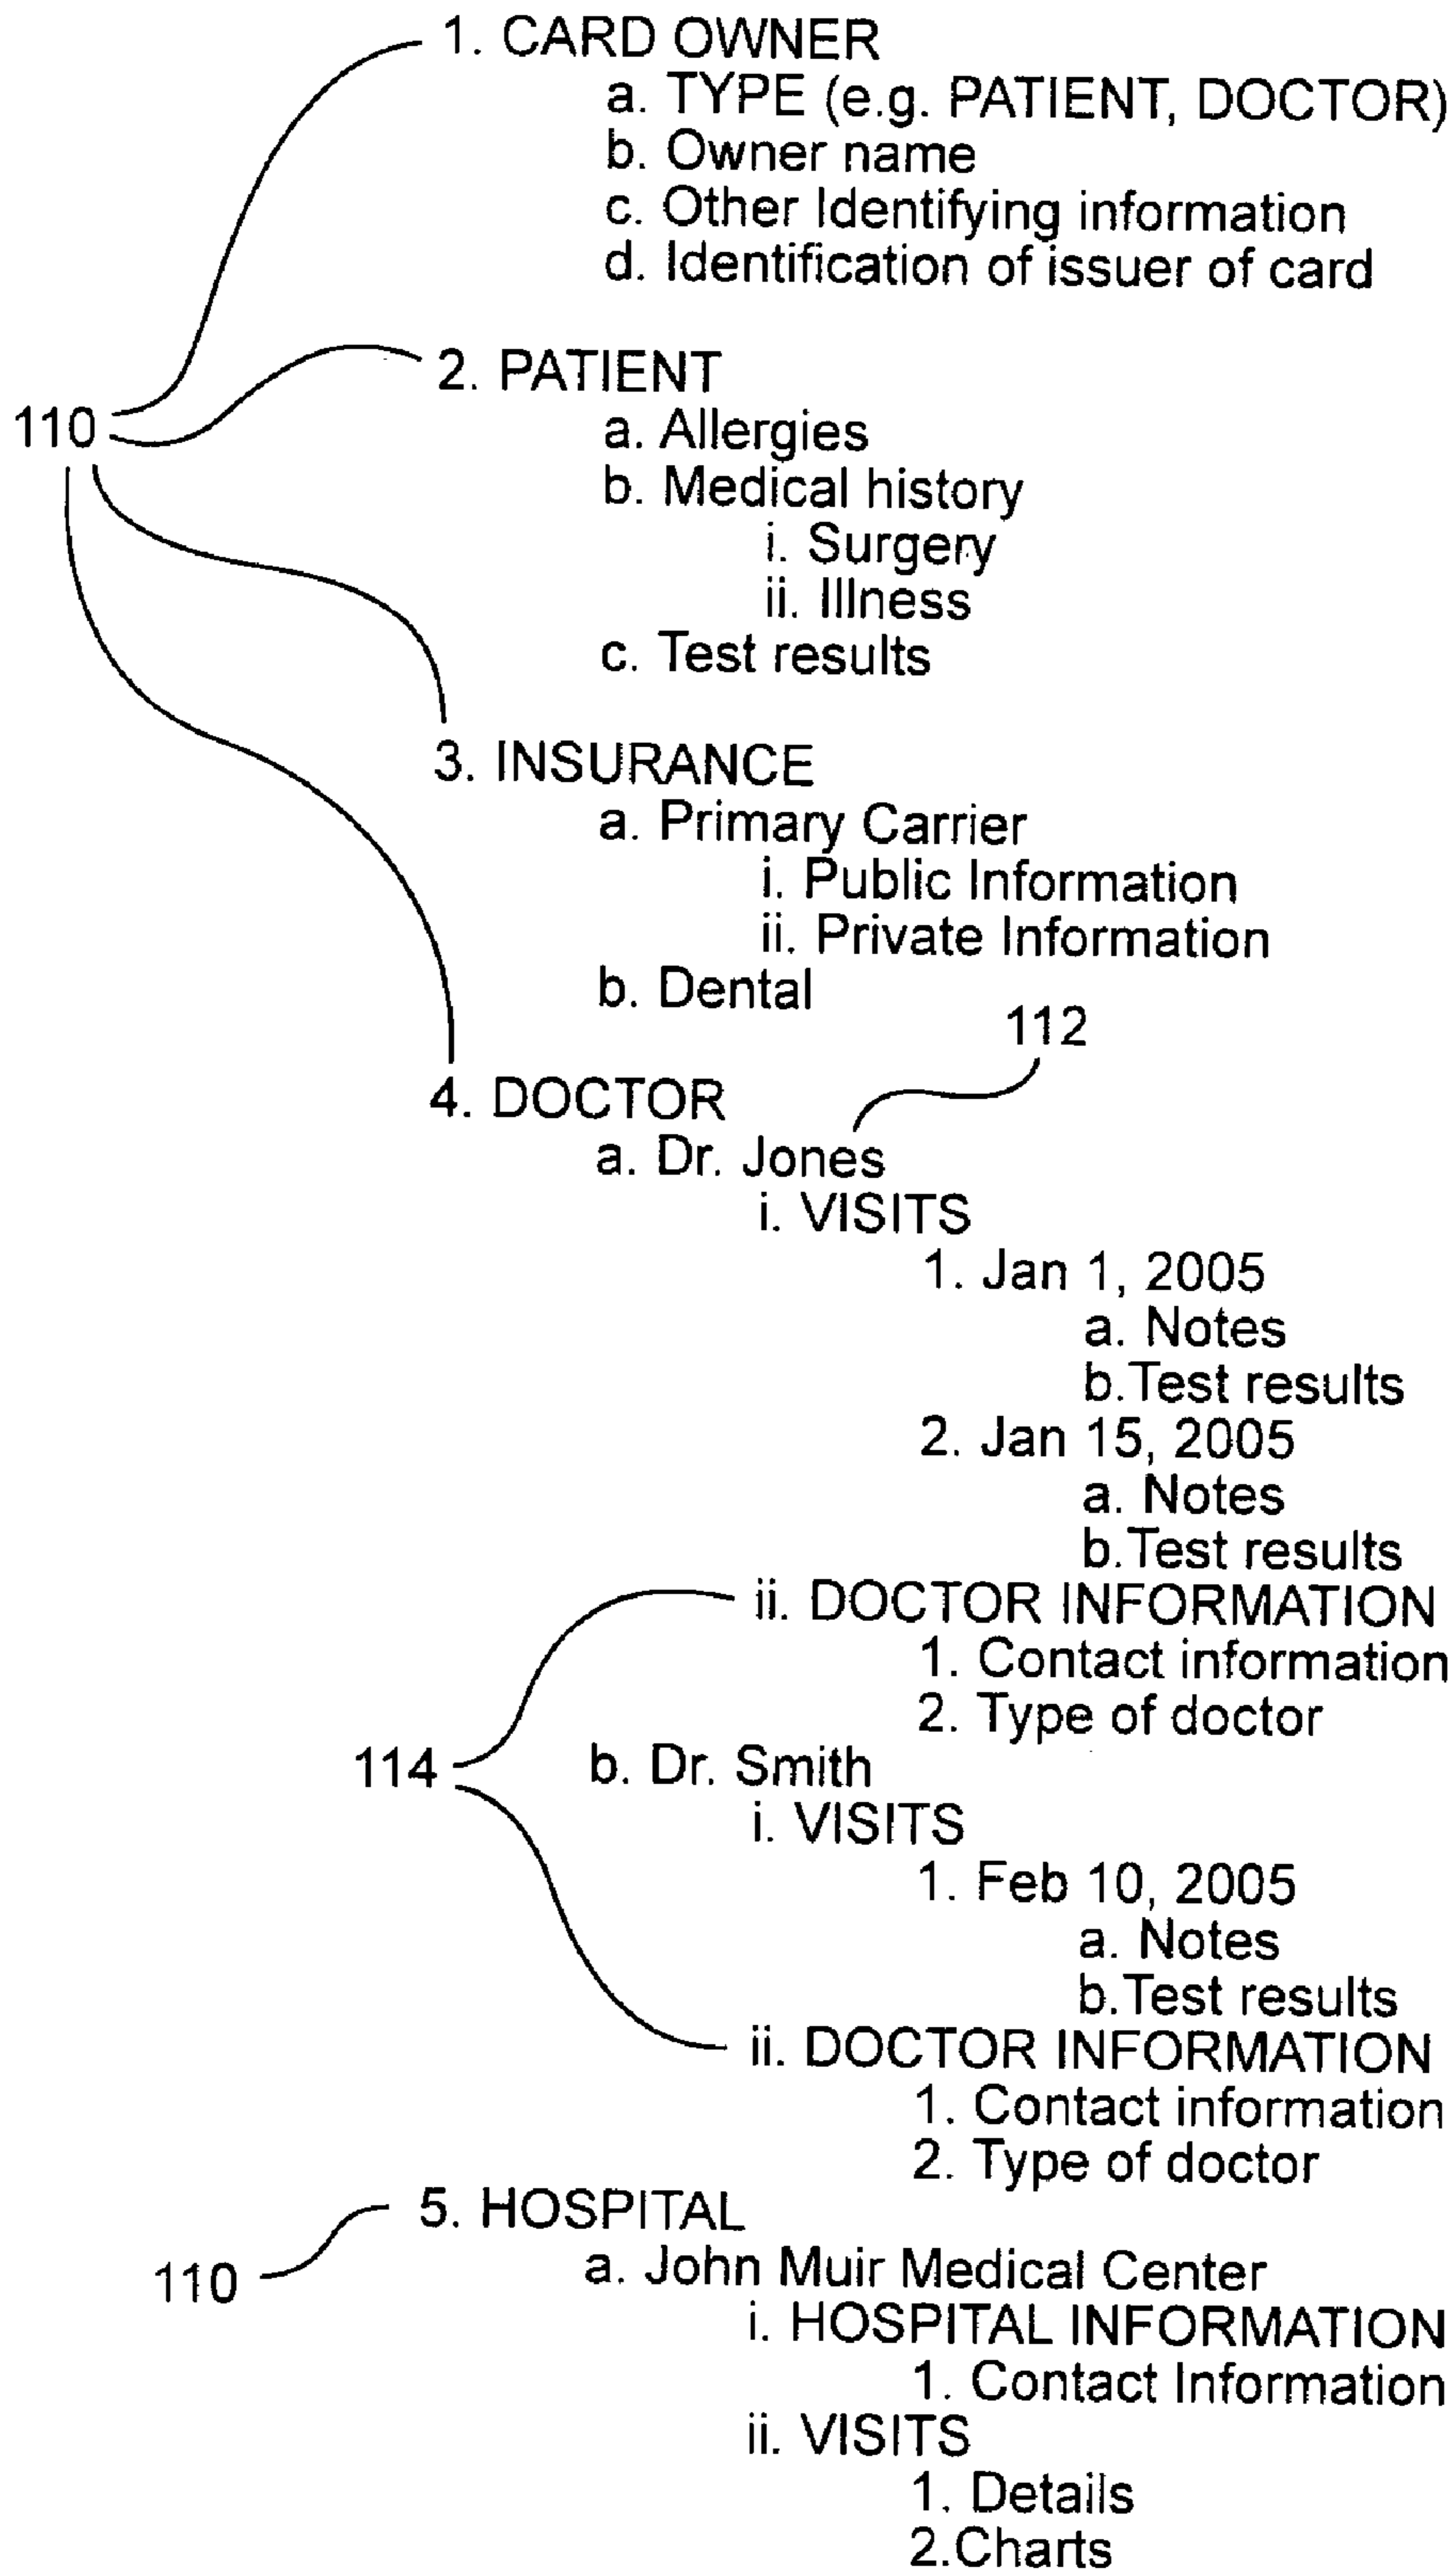 1. CARD OWNER
a. TYPE (e.g. PATIENT, DOCTOR)
b. Owner name
c. Other Identifying information
d. Identification of issuer of card
2. PATIENT
110
a. Allergies
b. Medical history
i. Surgery
ii. Illness
c. Test results
3. INSURANCE
a. Primary Carrier
i. Public Information
ii. Private Information
b. Dental
112
4. DOCTOR
a. Dr. Jones
i. VISITS
1. Jan 1, 2005
a. Notes
b.Test results
2. Jan 15, 2005
a. Notes
b.Test results
ii. DOCTOR INFORMATION
1. Contact information
2. Type of doctor
114
b. Dr. Smith
i. VISITS
1. Feb 10, 2005
a. Notes
b.Test results
ii. DOCTOR INFORMATION
1. Contact information
2. Type of doctor
5. HOSPITAL
110
a. John Muir Medical Center
i. HOSPITAL INFORMATION
1. Contact Information
ii. VISITS
1. Details
2.Charts